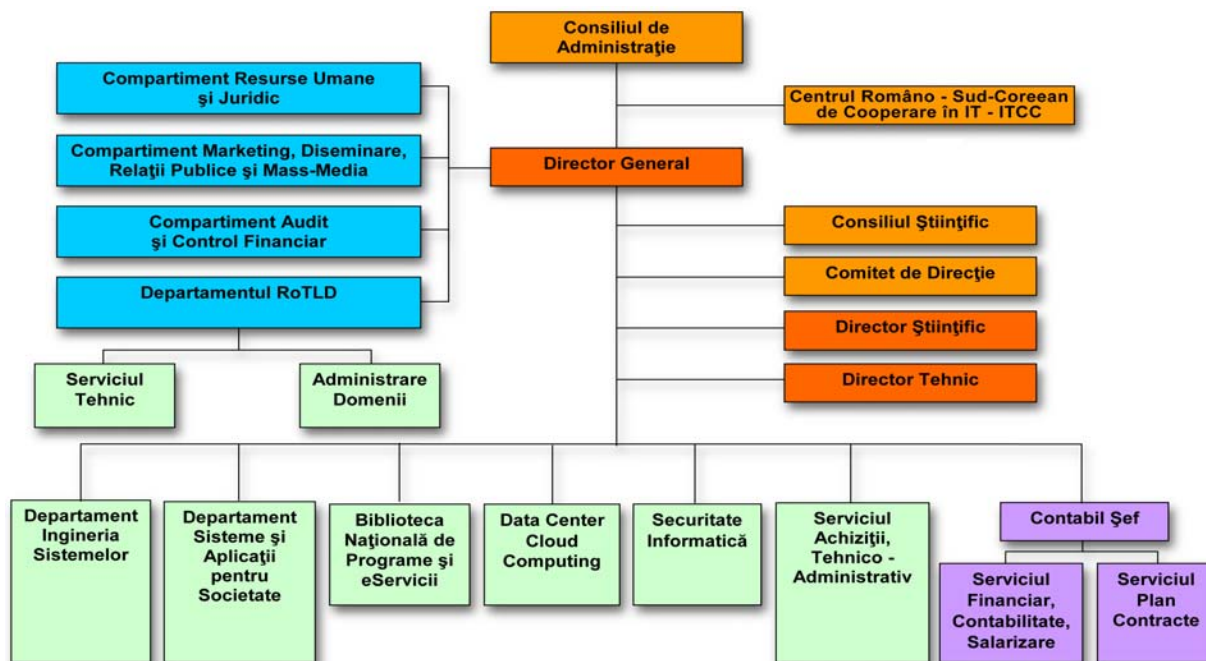 Consiliul de
Administraţie
Compartiment Resurse Umane
şi Juridic
Centrul Româno - Sud-Coreean
de Cooperare în IT - ITCC
Compartiment Marketing, Diseminare,
Relaţii Publice şi Mass-Media
Director General
Compartiment Audit
şi Control Financiar
Consiliul Ştiinţific
Comitet de Direcţie
Departamentul RoTLD
Director Ştiinţific
Director Tehnic
Serviciul
Tehnic
Administrare
Domenii
Departament
Ingineria
Sistemelor
Departament
Sisteme şi
Aplicaţii
pentru
Societate
Biblioteca
Naţională de
Programe şi
eServicii
Data Center
Cloud
Computing
Securitate
Informatică
Serviciul
Achiziţii,
Tehnico -
Administrativ
Contabil Şef
Serviciul
Financiar,
Contabilitate,
Salarizare
Serviciul
Plan
Contracte